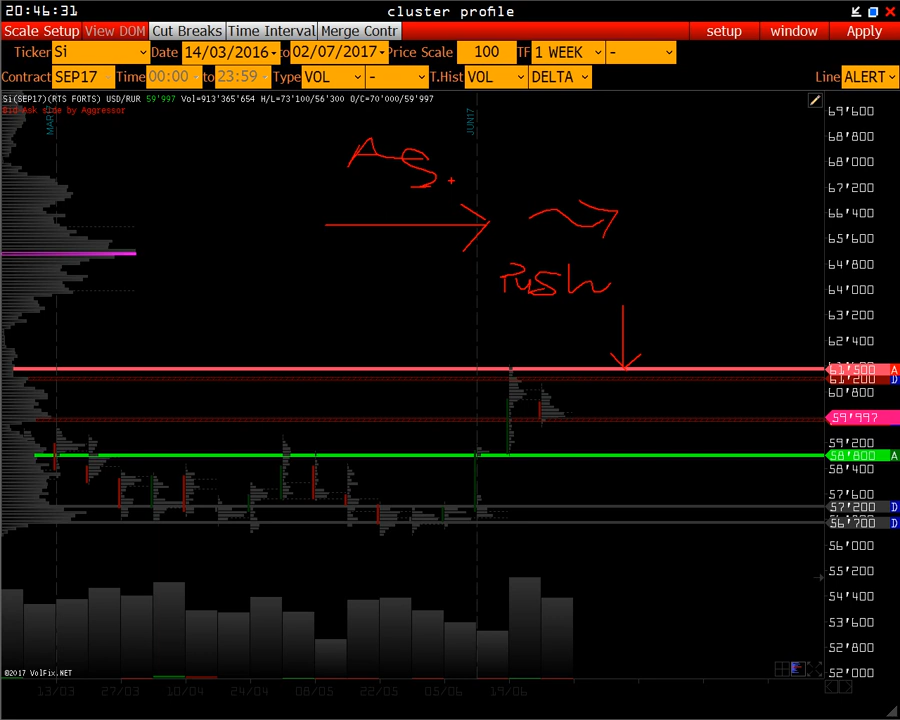 20:46:31 cluster profile
Scale Setup View DOM Cut Breaks Time Interval Merge Contr setup window Apply
Ticker Si Date 14/03/2016 to 02/07/2017 Price Scale 100 TF 1 WEEK -
Contract SEP17 Time 00:00 to 23:59 Type VOL - T.Hist VOL DELTA Line ALERT
Si(SEP17)(RTS FORTS) USD/RUR 59'997 Vol=913'365'654 H/L=73'100/56'300 O/C=70'000/59'997
Bid-Ask side by Aggressor
JUN17
69'600
68'800
68'000
67'200
66'400
65'600
64'800
64'000
63'200
62'400
61'500 A
61'200 D
60'800
59'997
59'200
58'800 A
58'400
57'600
57'200 D
56'700 D
56'000
55'200
54'400
53'600
52'800
52'000
PUSH
©2017 VolFix.NET
13/03 27/03 10/04 24/04 08/05 22/05 05/06 19/06